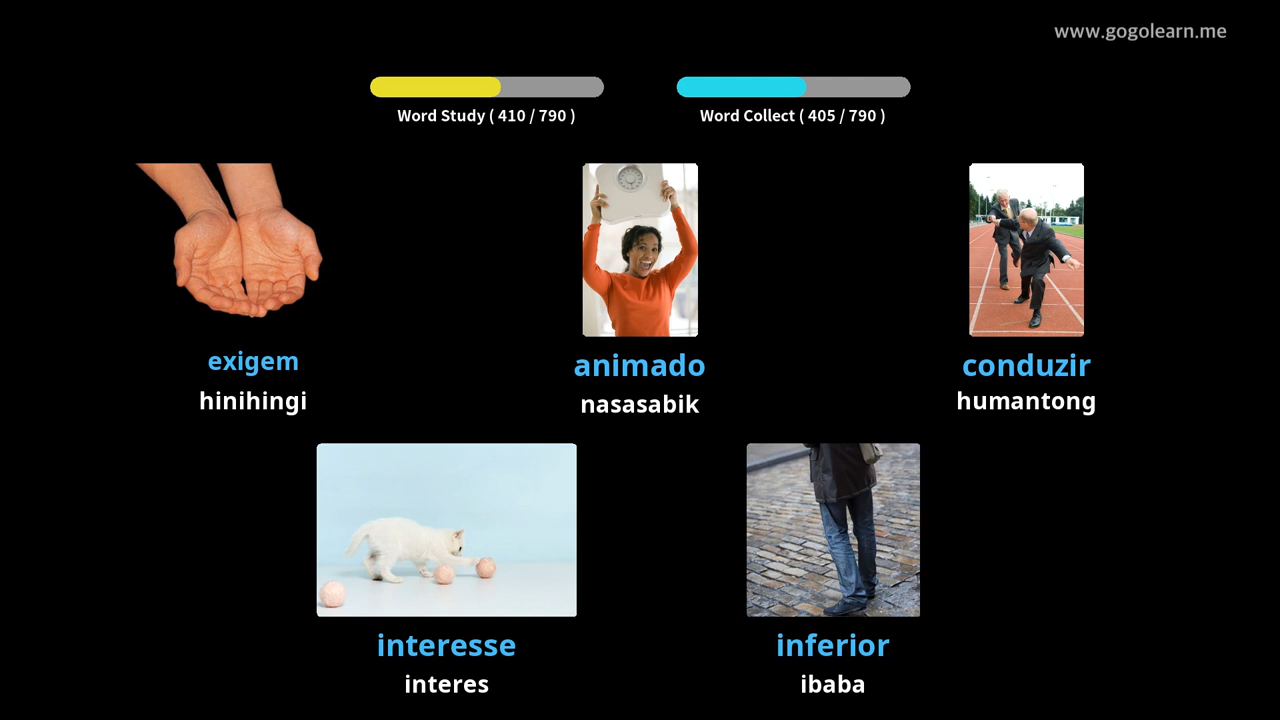 www.gogolearn.me
Word Study ( 410 / 790 )
Word Collect ( 405 / 790 )
exigem
hinihingi
animado
nasasabik
conduzir
humantong
interesse
interes
inferior
ibaba